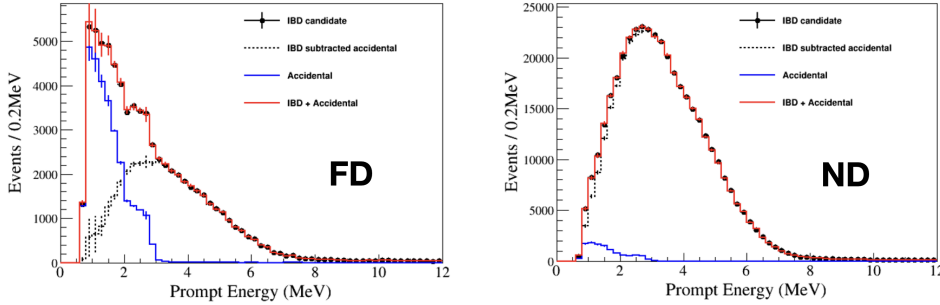 IBD candidate
IBD subtracted accidental
Accidental
IBD + Accidental
FD
Events / 0.2MeV
5000
4000
3000
2000
1000
0
0 2 4 6 8 10 12
Prompt Energy (MeV)
IBD candidate
IBD subtracted accidental
Accidental
IBD + Accidental
ND
Events / 0.2MeV
25000
20000
15000
10000
5000
0
0 2 4 6 8 10 12
Prompt Energy (MeV)